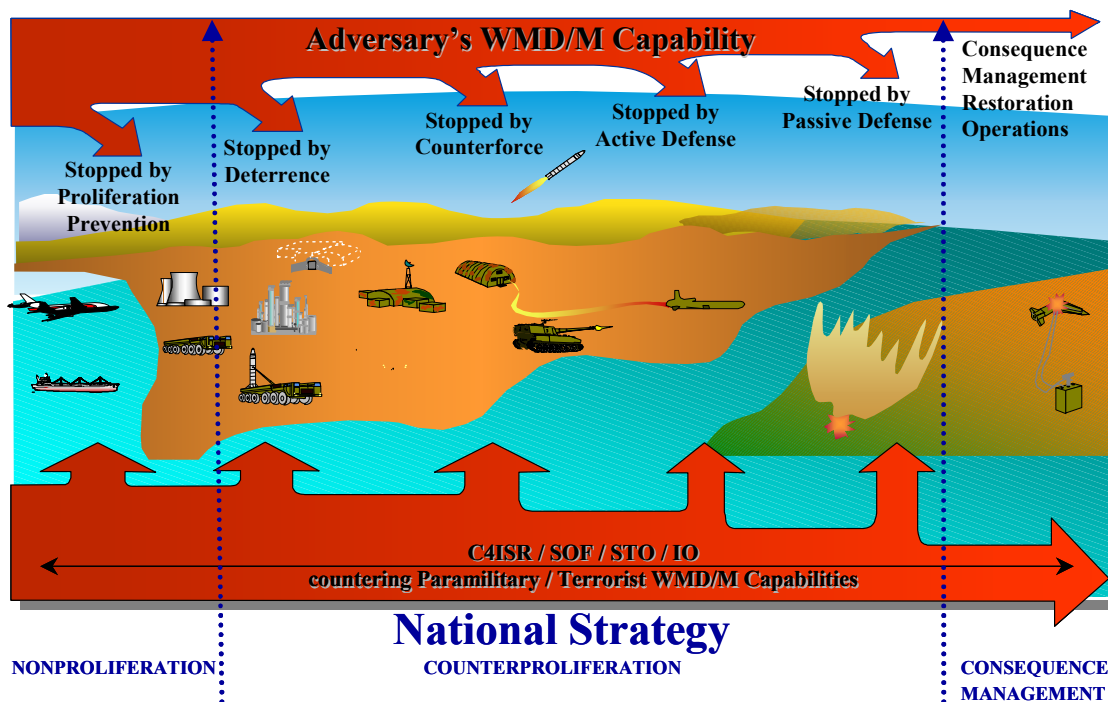 Adversary's WMD/M Capability
Stopped by
Proliferation
Prevention
Stopped by
Deterrence
Stopped by
Counterforce
Stopped by
Active Defense
Stopped by
Passive Defense
Consequence
Management
Restoration
Operations
C4ISR / SOF / STO / IO
countering Paramilitary / Terrorist WMD/M Capabilities
National Strategy
NONPROLIFERATION
COUNTERPROLIFERATION
CONSEQUENCE
MANAGEMENT